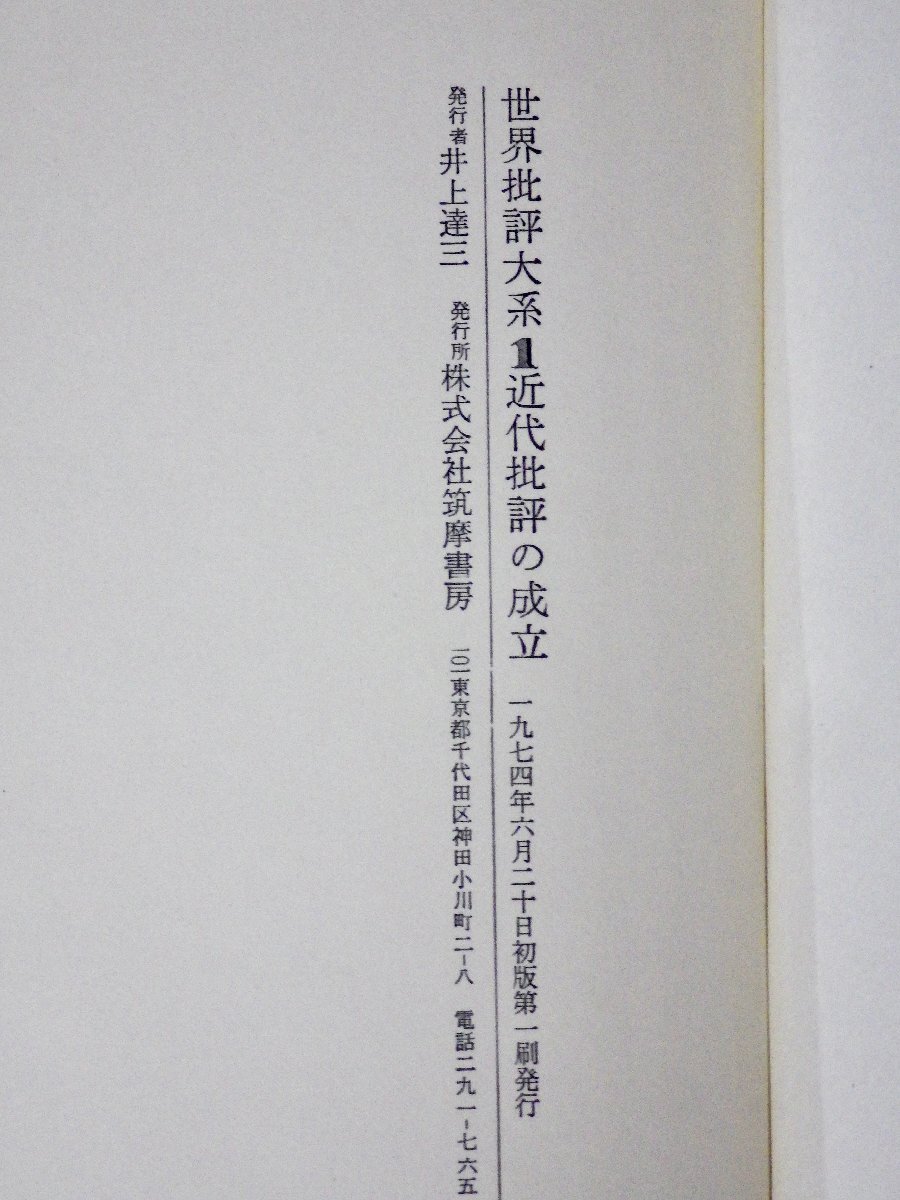 世界批評大系1近代批評の成立 一九七四年六月二十日初版第一刷発行
発行者 井上達三 発行所 株式会社筑摩書房 一〇一東京都千代田区神田小川町二-八 電話二九一-七六五